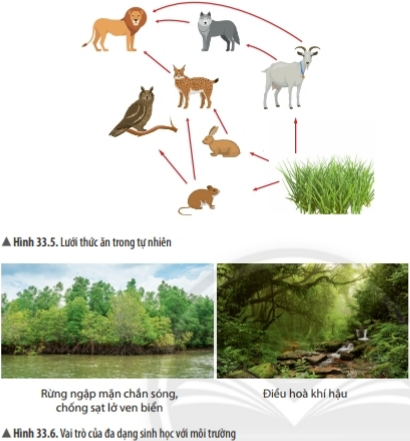 ▲ Hình 33.5. Lưới thức ăn trong tự nhiên
Rừng ngập mặn chắn sóng,
chống sạt lở ven biển
Điều hoà khí hậu
▲ Hình 33.6. Vai trò của đa dạng sinh học với môi trường